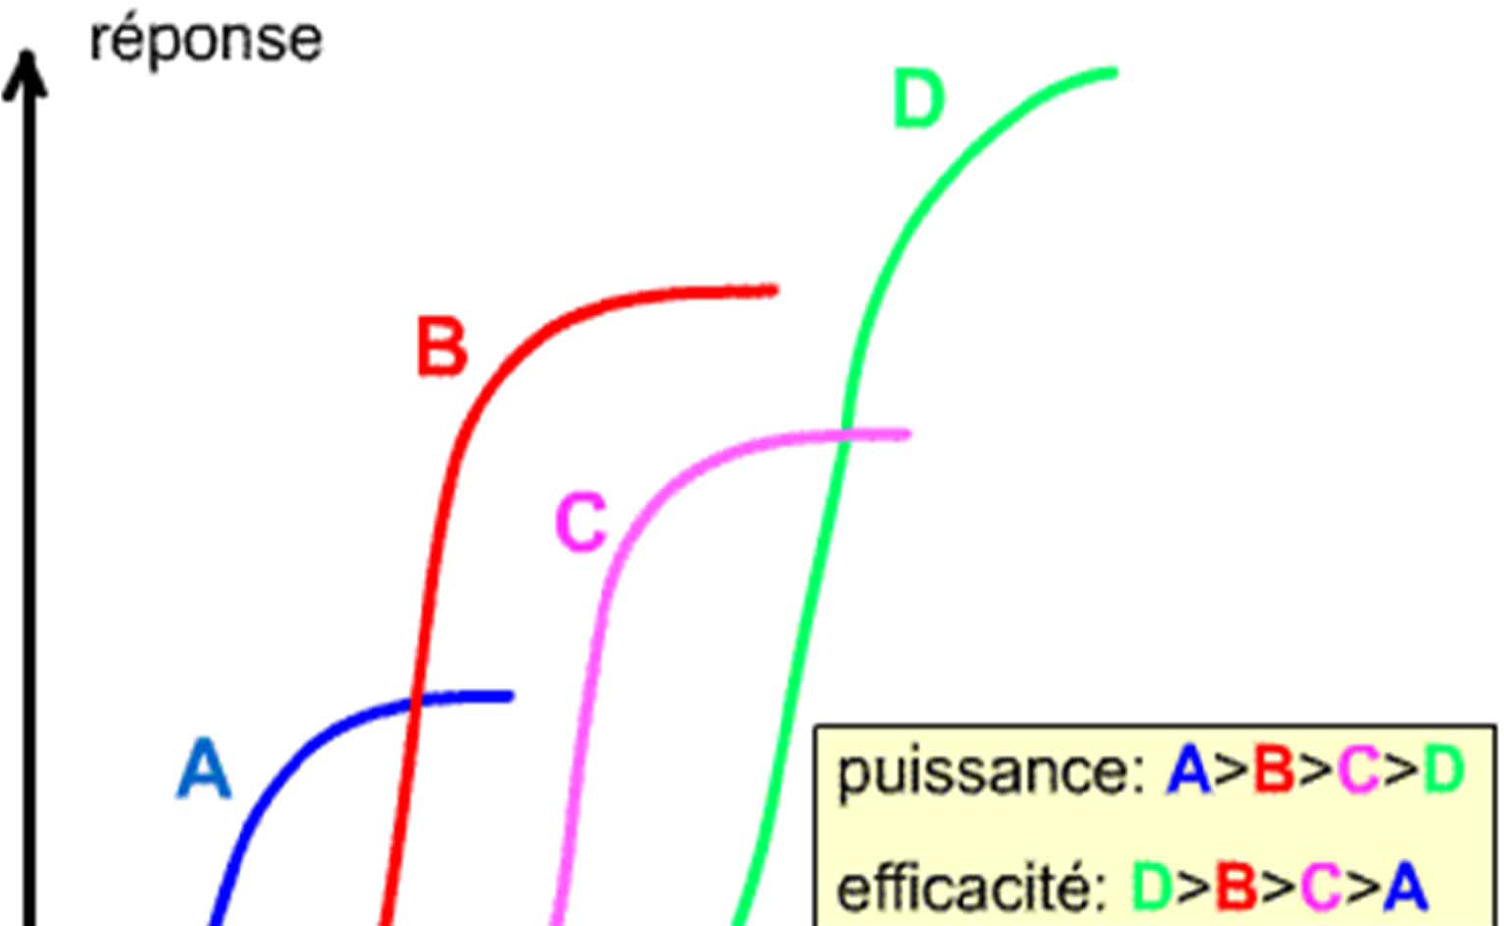 réponse
D
B
C
A
puissance: A>B>C>D
efficacité: D>B>C>A